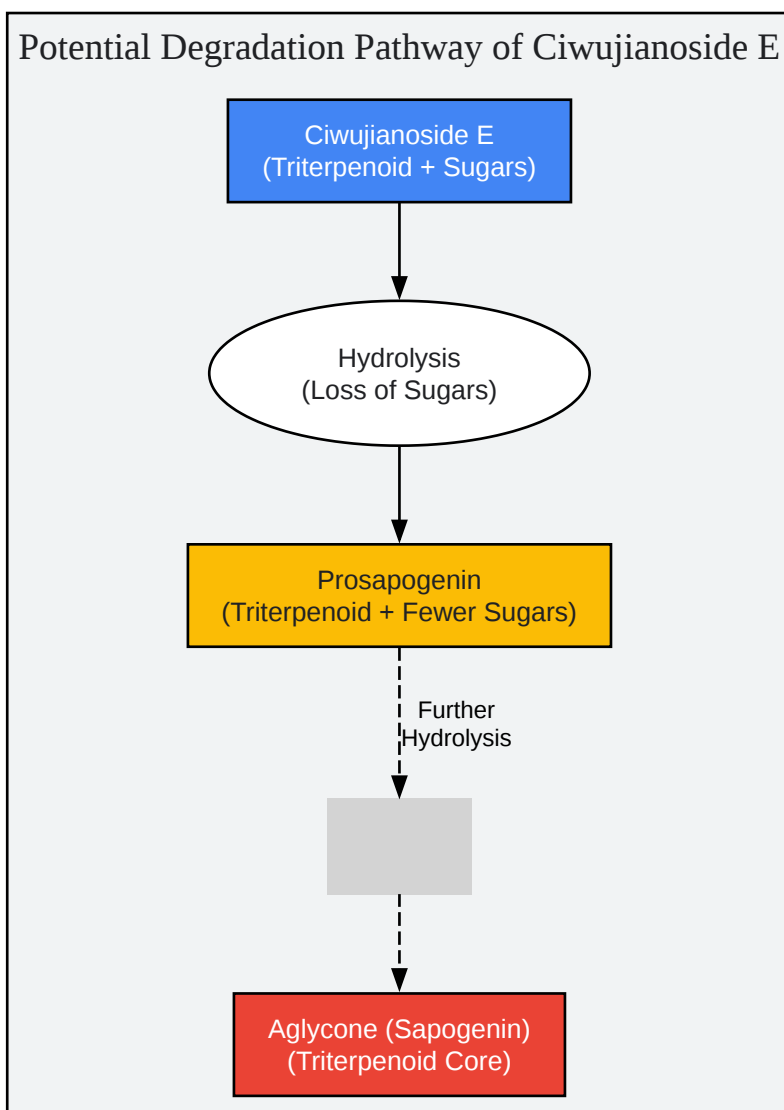 Potential Degradation Pathway of Ciwujianoside E
Ciwujianoside E
(Triterpenoid + Sugars)
Hydrolysis
(Loss of Sugars)
Prosapogenin
(Triterpenoid + Fewer Sugars)
Further
Hydrolysis
Aglycone (Sapogenin)
(Triterpenoid Core)